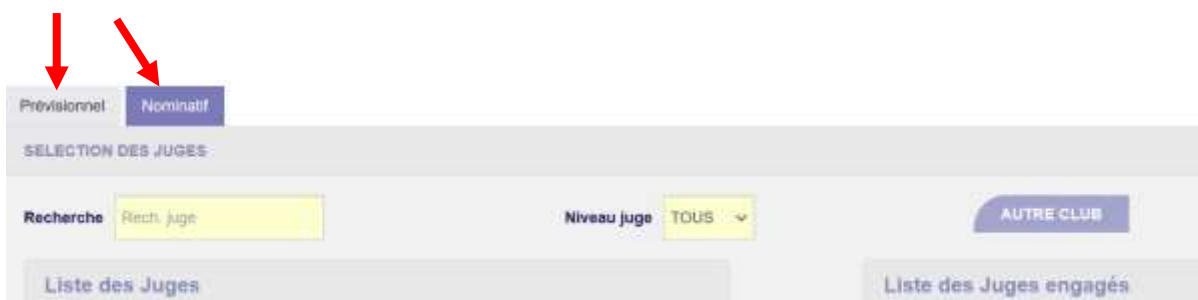 Prévisionnel Nominatif
SELECTION DES JUGES
Recherche Rech. juge Niveau juge TOUS AUTRE CLUB
Liste des Juges Liste des Juges engagés